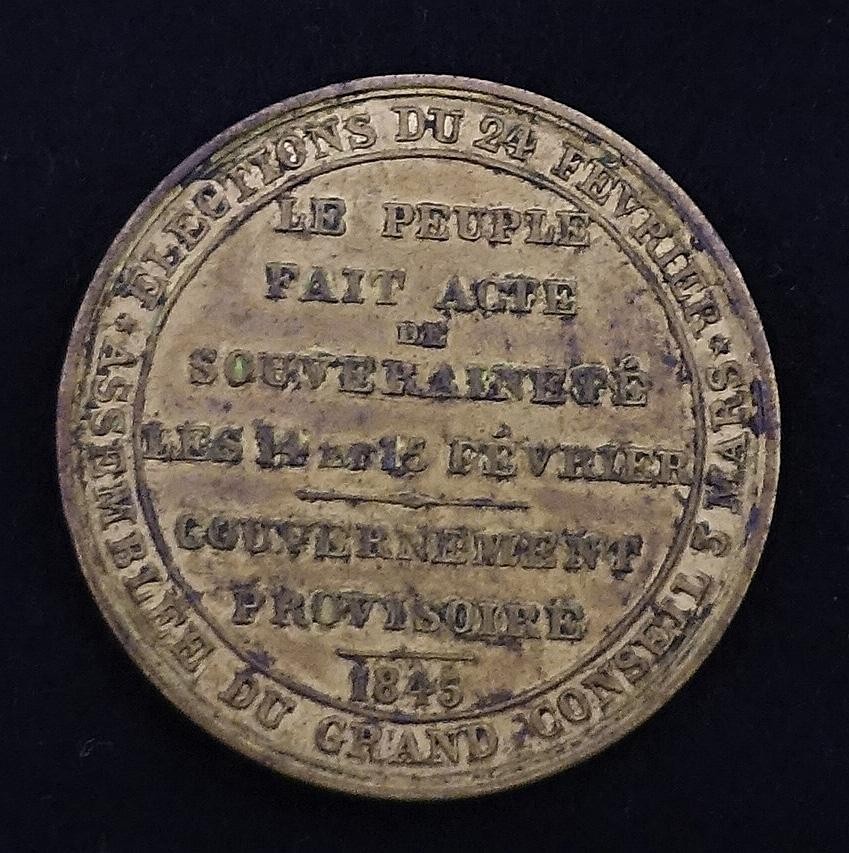 ÉLECTIONS DU 24 FÉVRIER
LE PEUPLE
FAIT ACTE
DE
SOUVERAINETÉ
LES 14 ET 15 FÉVRIER
GOUVERNEMENT
PROVISOIRE
1845
* ASSEMBLÉE DU GRAND CONSEIL 3 MARS *